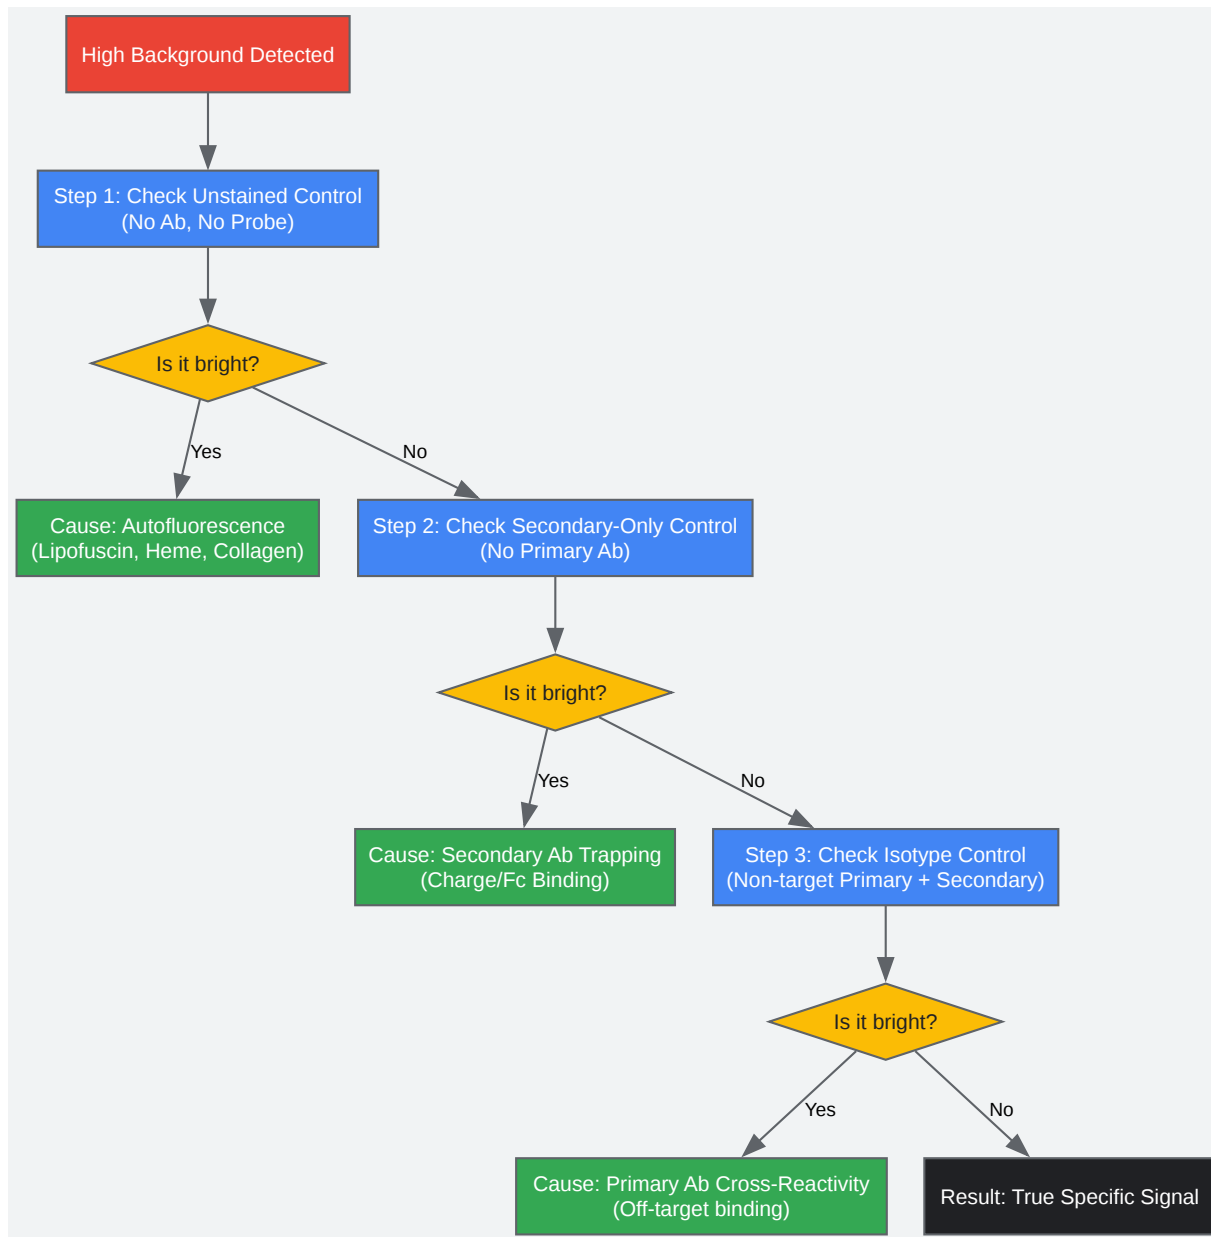 High Background Detected
Step 1: Check Unstained Control
(No Ab, No Probe)
Is it bright?
Yes
No
Cause: Autofluorescence
(Lipofuscin, Heme, Collagen)
Step 2: Check Secondary-Only Control
(No Primary Ab)
Is it bright?
Yes
No
Cause: Secondary Ab Trapping
(Charge/Fc Binding)
Step 3: Check Isotype Control
(Non-target Primary + Secondary)
Is it bright?
Yes
No
Cause: Primary Ab Cross-Reactivity
(Off-target binding)
Result: True Specific Signal